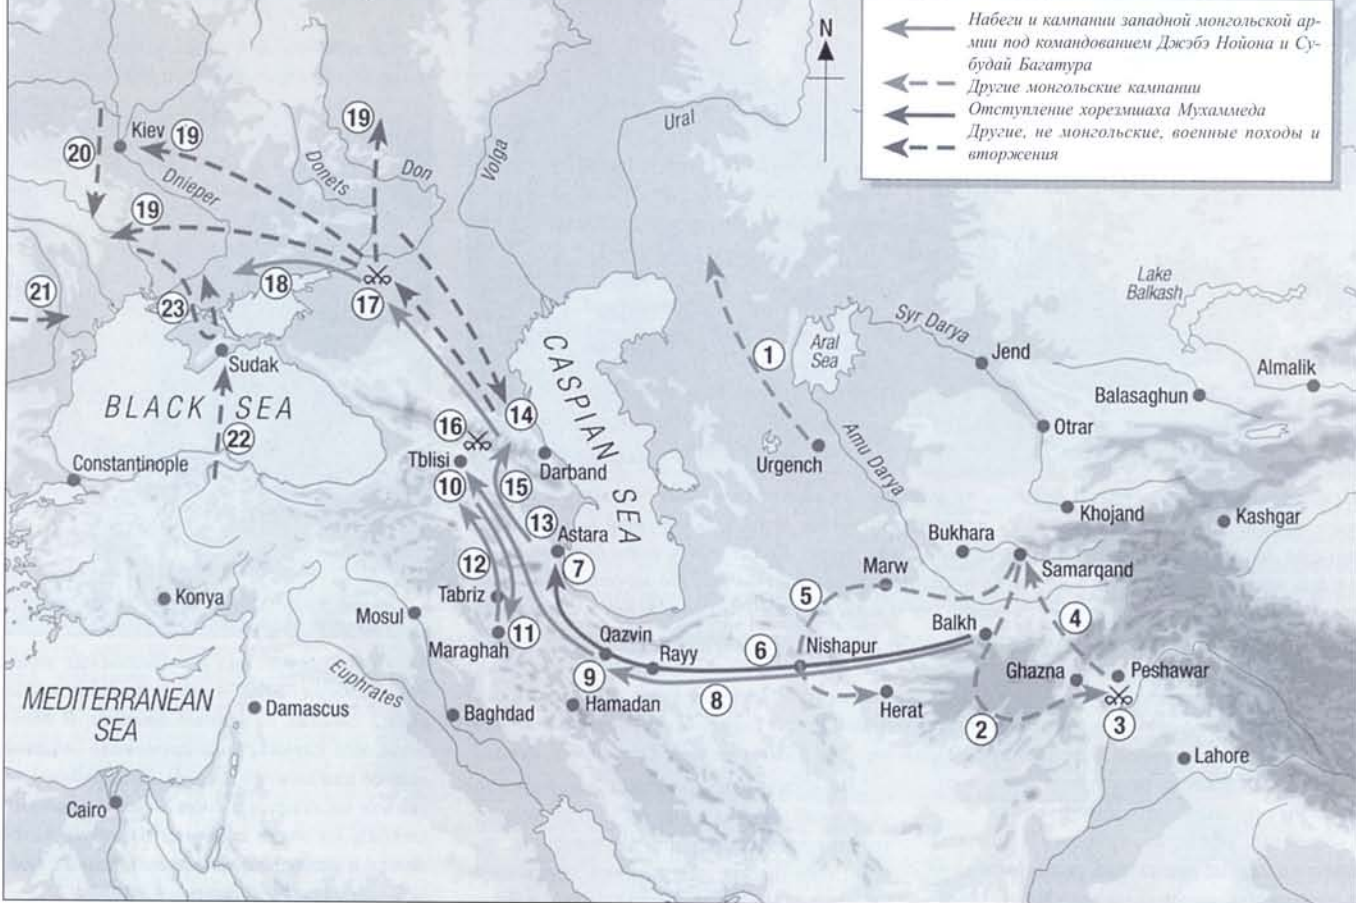 Набеги и кампании западной монгольской ар-
мии под командованием Джэбэ Нойона и Су-
будай Багатура
Другие монгольские кампании
Отступление хорезмшаха Мухаммеда
Другие, не монгольские, военные походы и
вторжения
N
Ural
Volga
Don
Donets
19
Kiev
19
20
Dnieper
19
21
18
17
23
Sudak
BLACK SEA
22
Constantinople
CASPIAN SEA
14
16
Tblisi
Darband
10
15
13
Astara
7
12
Tabriz
11
Maraghah
Mosul
Konya
Euphrates
MEDITERRANEAN
SEA
Damascus
Baghdad
Cairo
Qazvin
Rayy
9
Hamadan
8
6
Nishapur
5
Marw
Herat
Balkh
1
Aral
Sea
Urgench
Amu Darya
Syr Darya
Jend
Lake
Balkash
Almalik
Balasaghun
Otrar
Khojand
Kashgar
Bukhara
Samarqand
4
Ghazna
Peshawar
2
3
Lahore